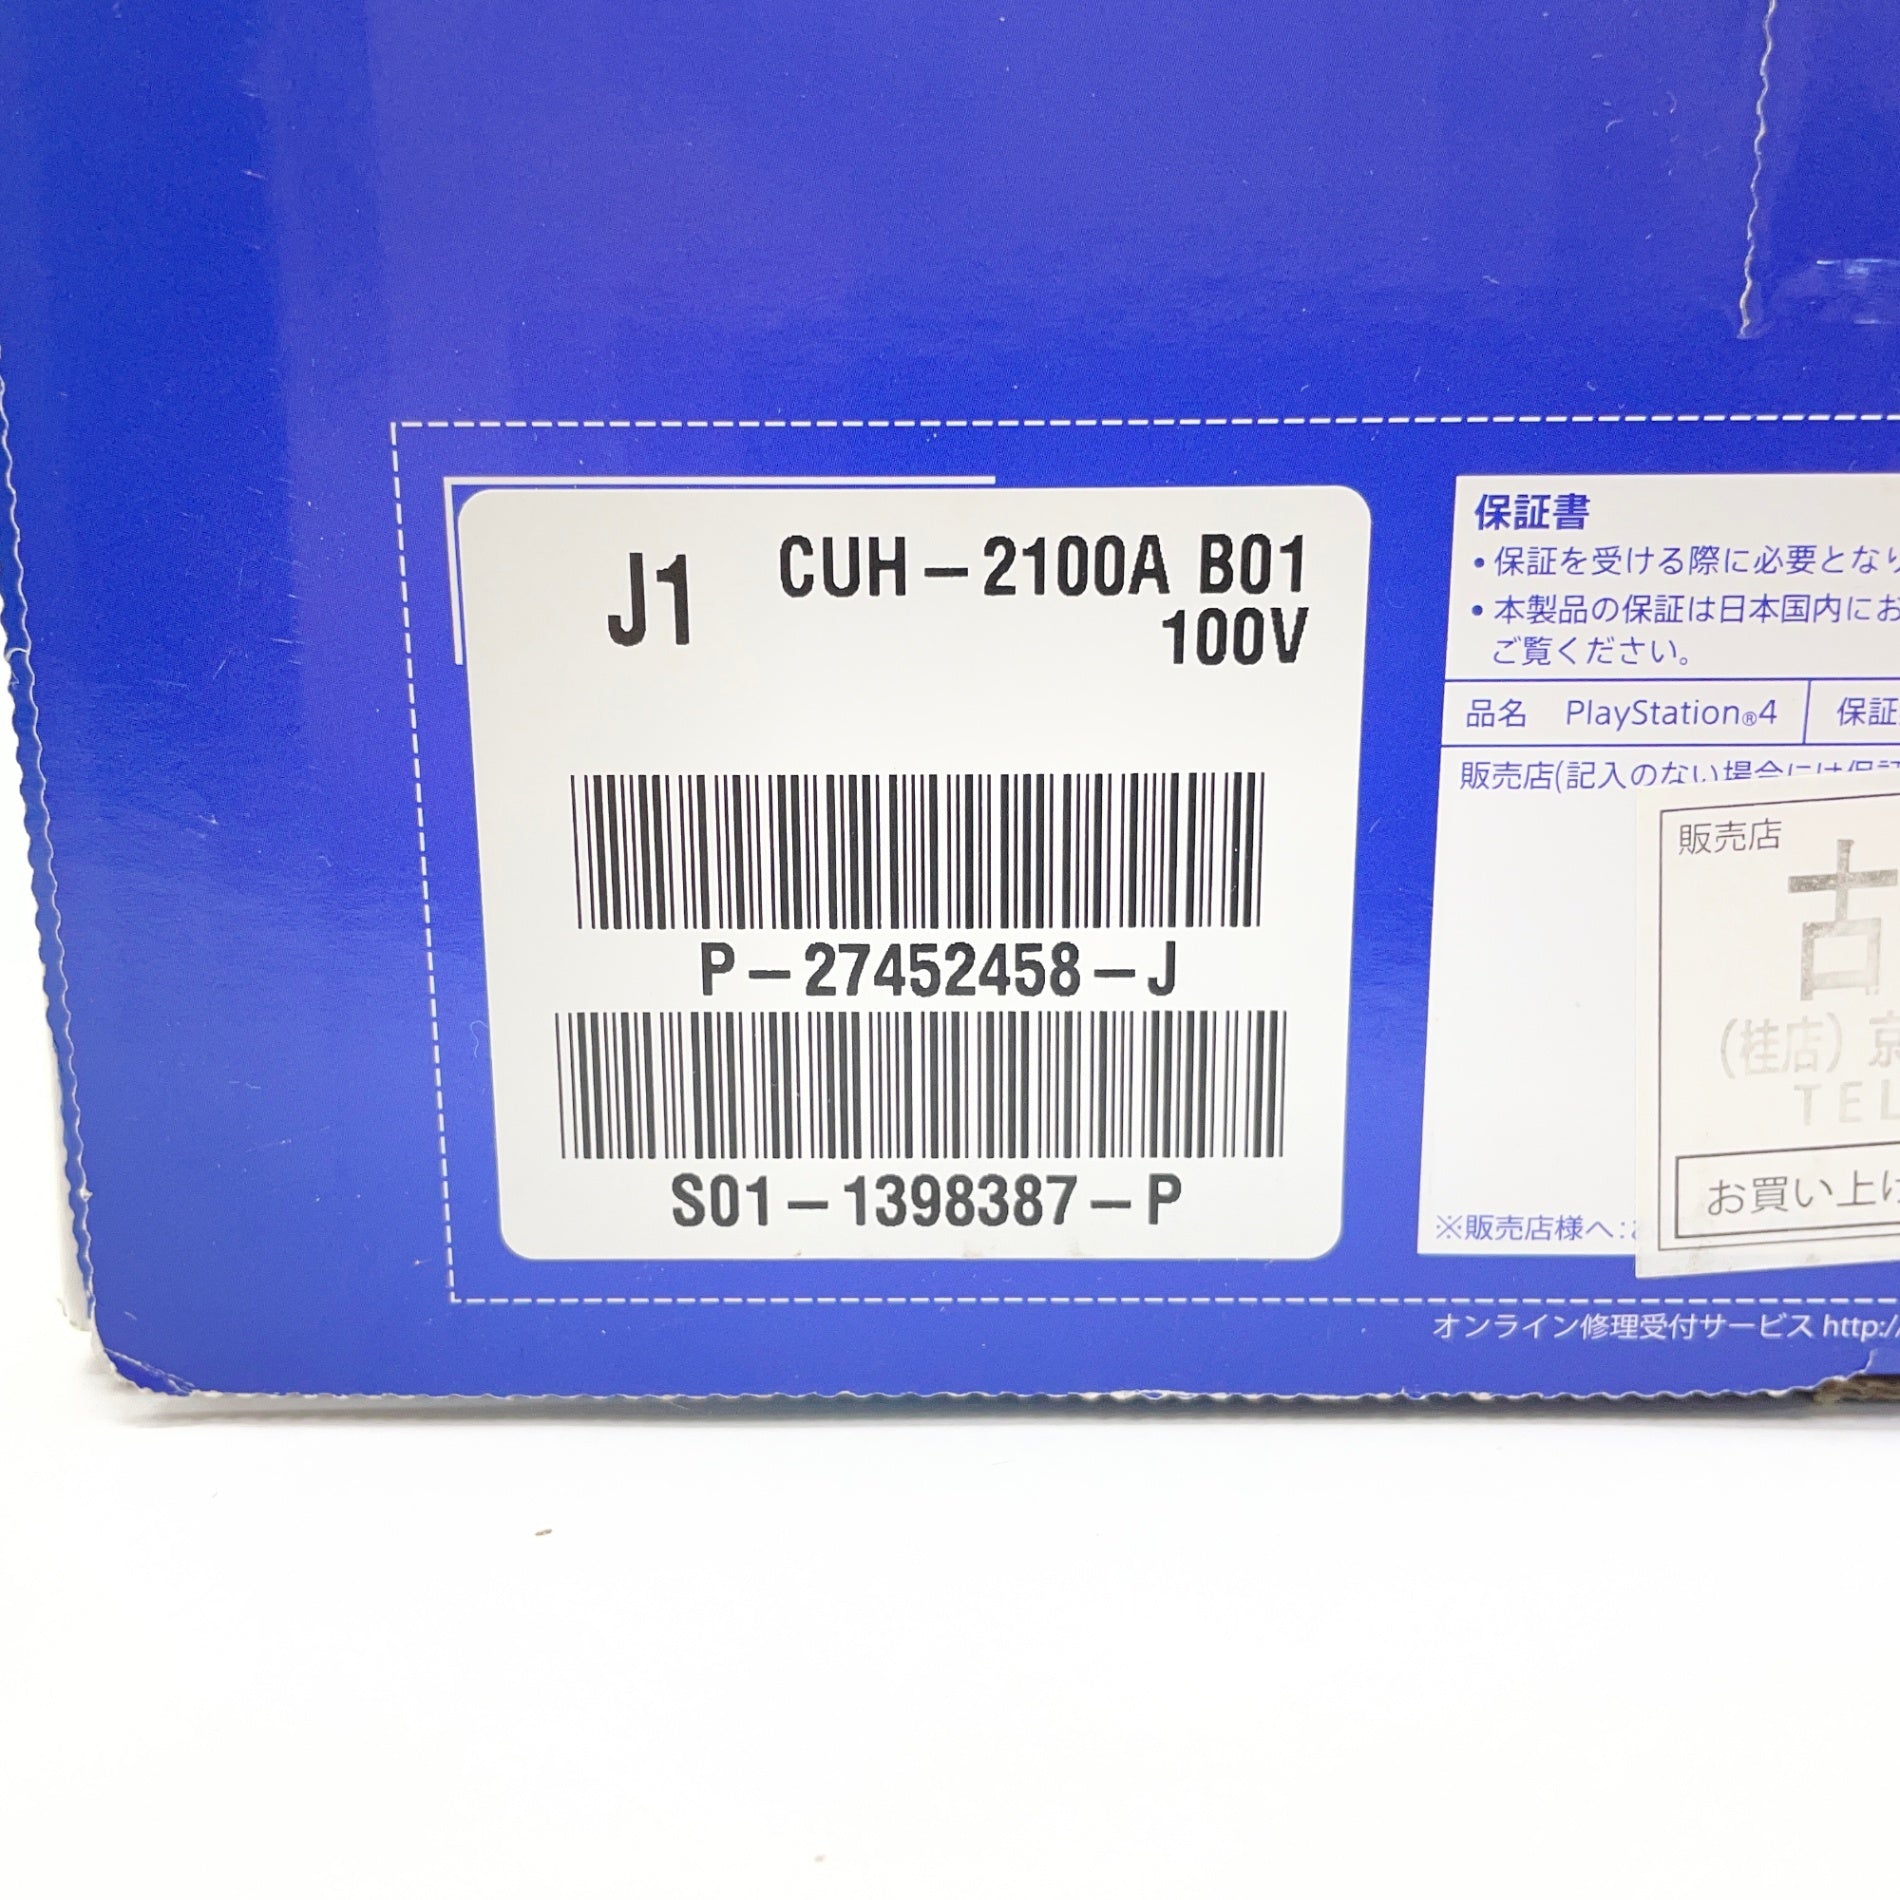 J1
CUH-2100A B01
100V
P-27452458-J
S01-1398387-P
保証書
•保証を受ける際に必要とな
•本製品の保証は日本国内にお
ご覧ください。
品名 PlayStation®4 保証
販売店(記入のない場合には保証
販売店
古
(桂店) 京
TEL
お買い上げ
※販売店様へ:
オンライン修理受付サービス http:/